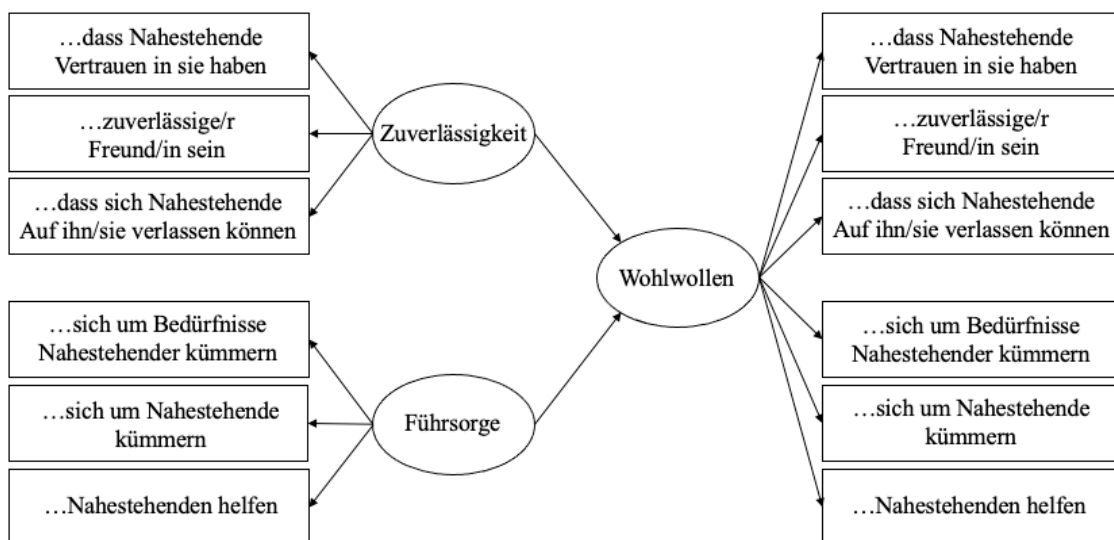 …dass Nahestehende
Vertrauen in sie haben
…zuverlässige/r
Freund/in sein
…dass sich Nahestehende
Auf ihn/sie verlassen können
…sich um Bedürfnisse
Nahestehender kümmern
…sich um Nahestehende
kümmern
…Nahestehenden helfen
Zuverlässigkeit
Führsorge
Wohlwollen
…dass Nahestehende
Vertrauen in sie haben
…zuverlässige/r
Freund/in sein
…dass sich Nahestehende
Auf ihn/sie verlassen können
…sich um Bedürfnisse
Nahestehender kümmern
…sich um Nahestehende
kümmern
…Nahestehenden helfen